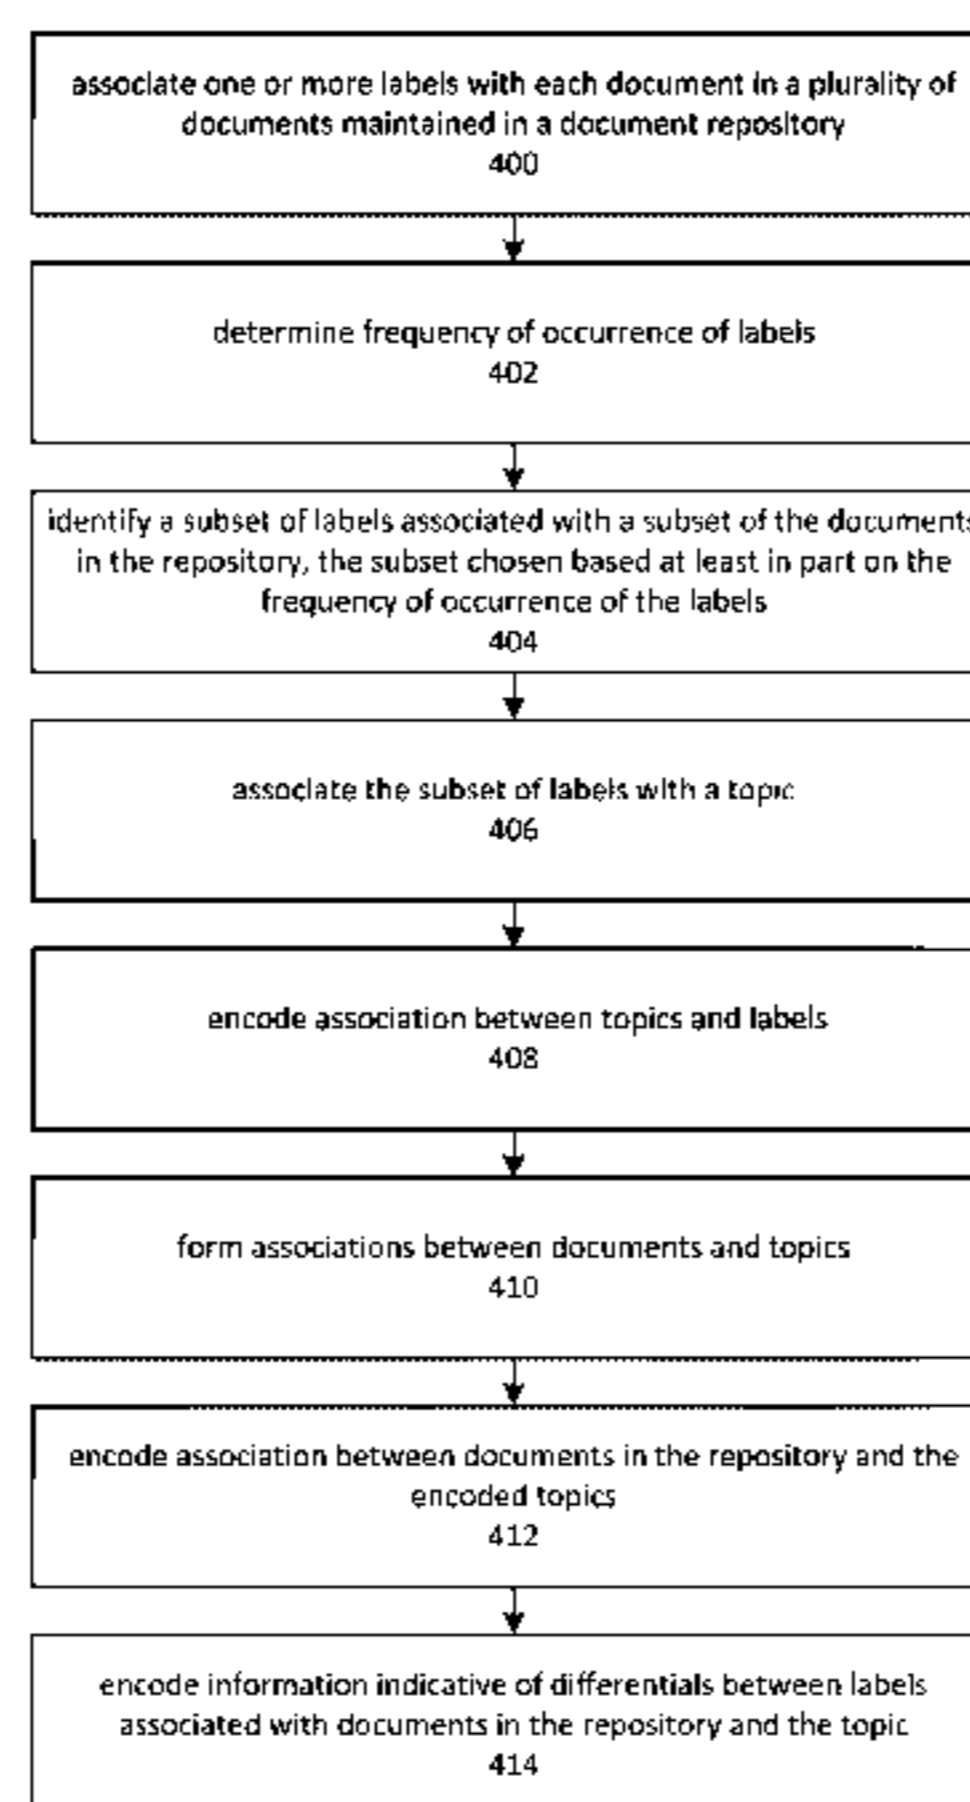 associate one or more labels with each document in a plurality of
documents maintained in a document repository
400
determine frequency of occurrence of labels
402
identify a subset of labels associated with a subset of the documents
in the repository, the subset chosen based at least in part on the
frequency of occurrence of the labels
404
associate the subset of labels with a topic
406
encode association between topics and labels
408
form associations between documents and topics
410
encode association between documents in the repository and the
encoded topics
412
encode information indicative of differentials between labels
associated with documents in the repository and the topic
414